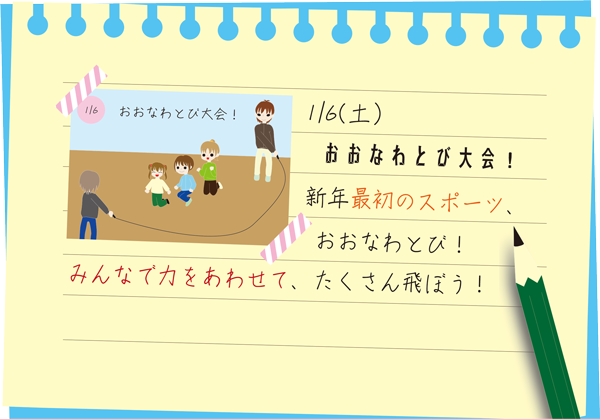 1/6 おおなわとび大会！
1/6(土)
おおなわとび大会！
新年最初のスポーツ、
おおなわとび！
みんなで力をあわせて、たくさん飛ぼう！